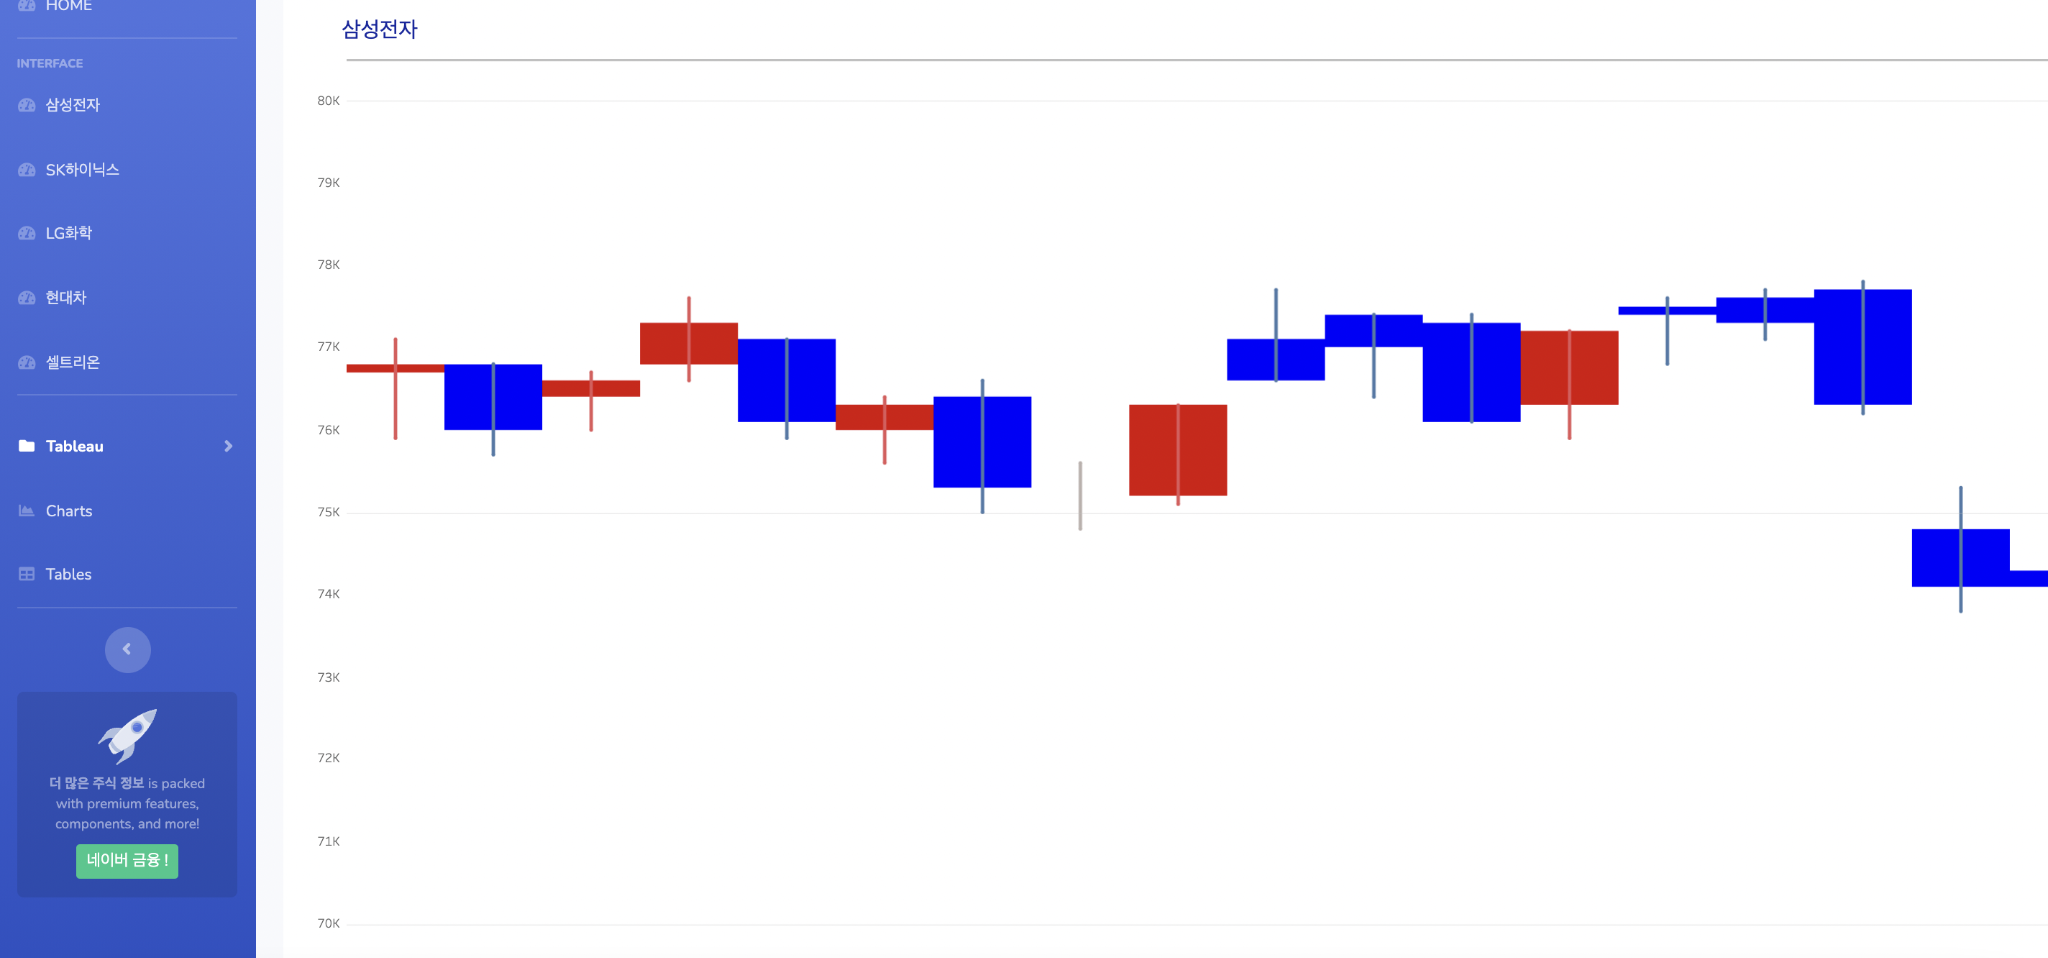 HOME
INTERFACE
삼성전자
SK하이닉스
LG화학
현대차
셀트리온
Tableau
Charts
Tables
더 많은 주식 정보 is packed
with premium features,
components, and more!
네이버 금융 !
삼성전자
80K
79K
78K
77K
76K
75K
74K
73K
72K
71K
70K